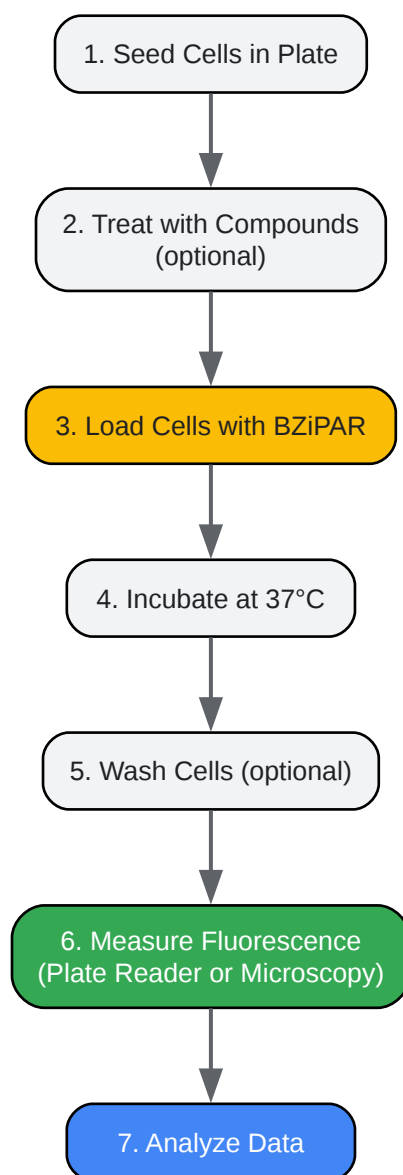 1. Seed Cells in Plate
2. Treat with Compounds
(optional)
3. Load Cells with BZiPAR
4. Incubate at 37°C
5. Wash Cells (optional)
6. Measure Fluorescence
(Plate Reader or Microscopy)
7. Analyze Data